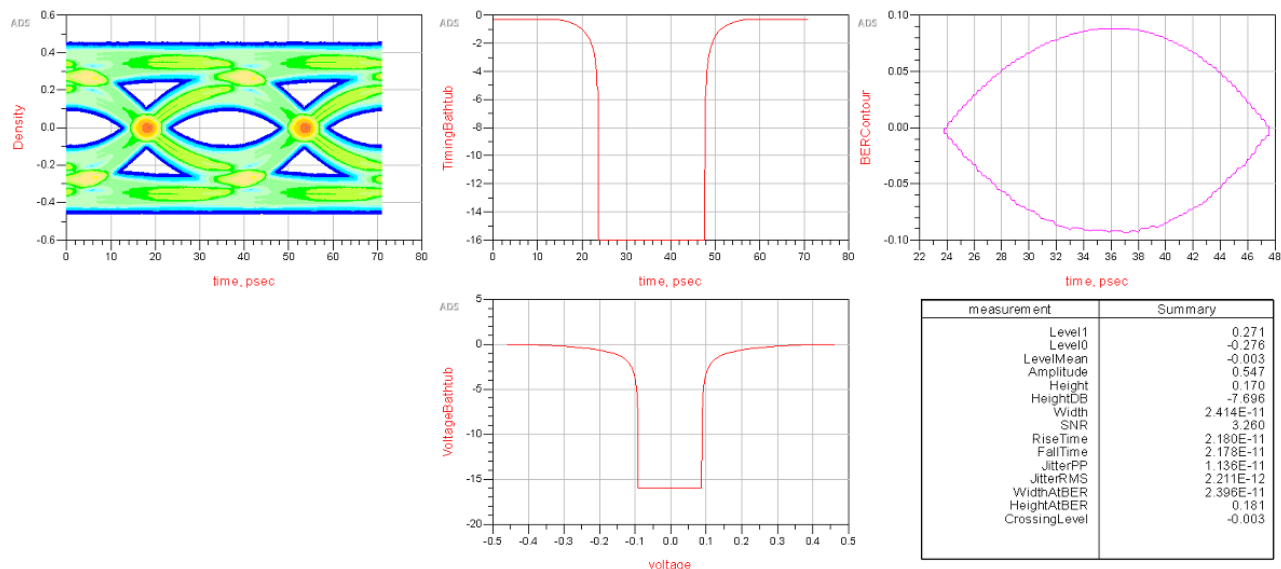 ADS
0.6
0.4
0.2
0.0
-0.2
-0.4
-0.6
Density
0 10 20 30 40 50 60 70 80
time, psec
ADS
0
-2
-4
-6
-8
-10
-12
-14
-16
TimingBathtub
0 10 20 30 40 50 60 70 80
time, psec
ADS
0.10
0.05
0.00
-0.05
-0.10
BERContour
22 24 26 28 30 32 34 36 38 40 42 44 46 48
time, psec
ADS
5
0
-5
-10
-15
-20
VoltageBathtub
-0.5 -0.4 -0.3 -0.2 -0.1 0.0 0.1 0.2 0.3 0.4 0.5
voltage
measurement Summary
Level1 0.271
Level0 -0.276
LevelMean -0.003
Amplitude 0.547
Height 0.170
HeightDB -7.696
Width 2.414E-11
SNR 3.260
RiseTime 2.180E-11
FallTime 2.178E-11
JitterPP 1.136E-11
JitterRMS 2.211E-12
WidthAtBER 2.396E-11
HeightAtBER 0.181
CrossingLevel -0.003